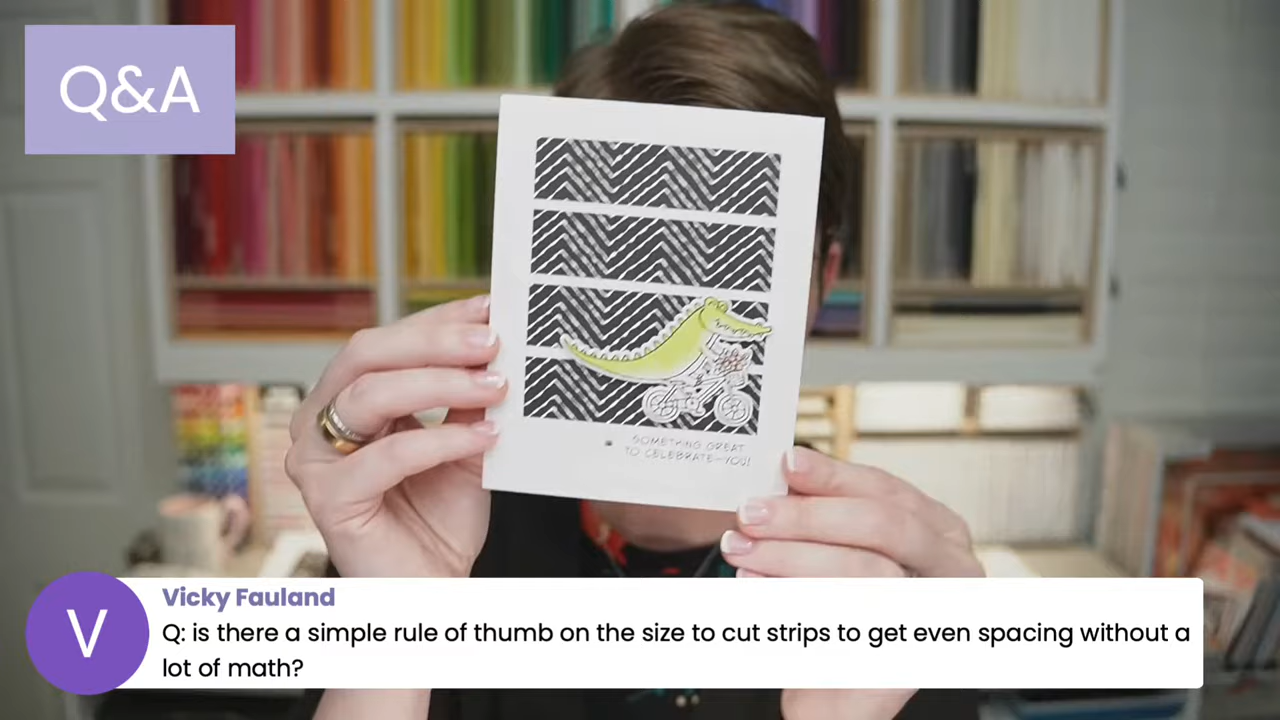 Q&A
SOMETHING GREAT
TO CELEBRATE—YOU!
V
Vicky Fauland
Q: is there a simple rule of thumb on the size to cut strips to get even spacing without a
lot of math?